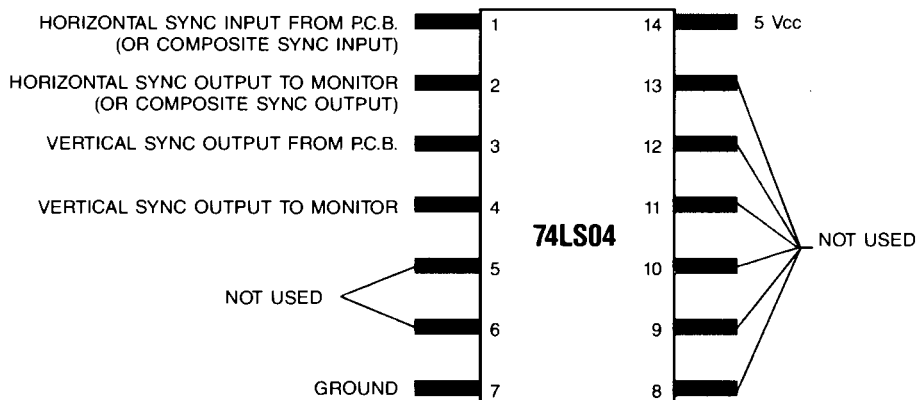 HORIZONTAL SYNC INPUT FROM P.C.B.
(OR COMPOSITE SYNC INPUT)
HORIZONTAL SYNC OUTPUT TO MONITOR
(OR COMPOSITE SYNC OUTPUT)
VERTICAL SYNC OUTPUT FROM P.C.B.
VERTICAL SYNC OUTPUT TO MONITOR
NOT USED
GROUND
1
2
3
4
5
6
7
74LS04
14
13
12
11
10
9
8
5 Vcc
NOT USED